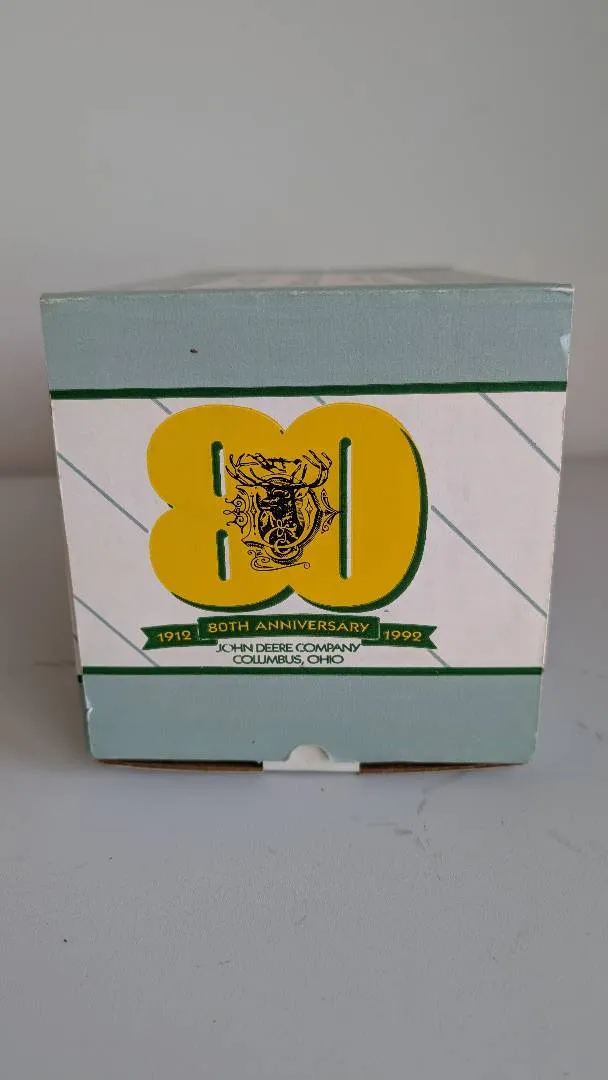 80
1912 80TH ANNIVERSARY 1992
JOHN DEERE COMPANY
COLUMBUS, OHIO